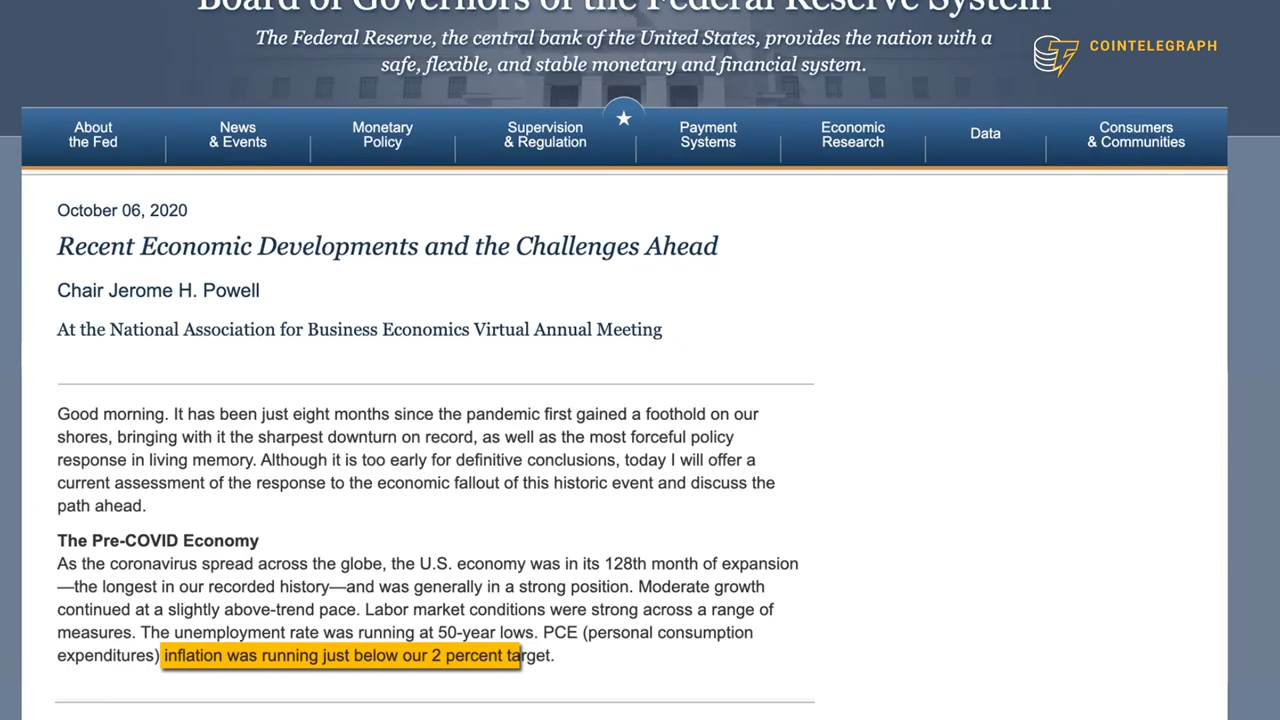 Board of Governors of the Federal Reserve System
The Federal Reserve, the central bank of the United States, provides the nation with a
safe, flexible, and stable monetary and financial system.
COINTELEGRAPH
About
the Fed
News
& Events
Monetary
Policy
Supervision
& Regulation
Payment
Systems
Economic
Research
Data
Consumers
& Communities
October 06, 2020
Recent Economic Developments and the Challenges Ahead
Chair Jerome H. Powell
At the National Association for Business Economics Virtual Annual Meeting
Good morning. It has been just eight months since the pandemic first gained a foothold on our
shores, bringing with it the sharpest downturn on record, as well as the most forceful policy
response in living memory. Although it is too early for definitive conclusions, today I will offer a
current assessment of the response to the economic fallout of this historic event and discuss the
path ahead.
The Pre-COVID Economy
As the coronavirus spread across the globe, the U.S. economy was in its 128th month of expansion
—the longest in our recorded history—and was generally in a strong position. Moderate growth
continued at a slightly above-trend pace. Labor market conditions were strong across a range of
measures. The unemployment rate was running at 50-year lows. PCE (personal consumption
expenditures) inflation was running just below our 2 percent target.